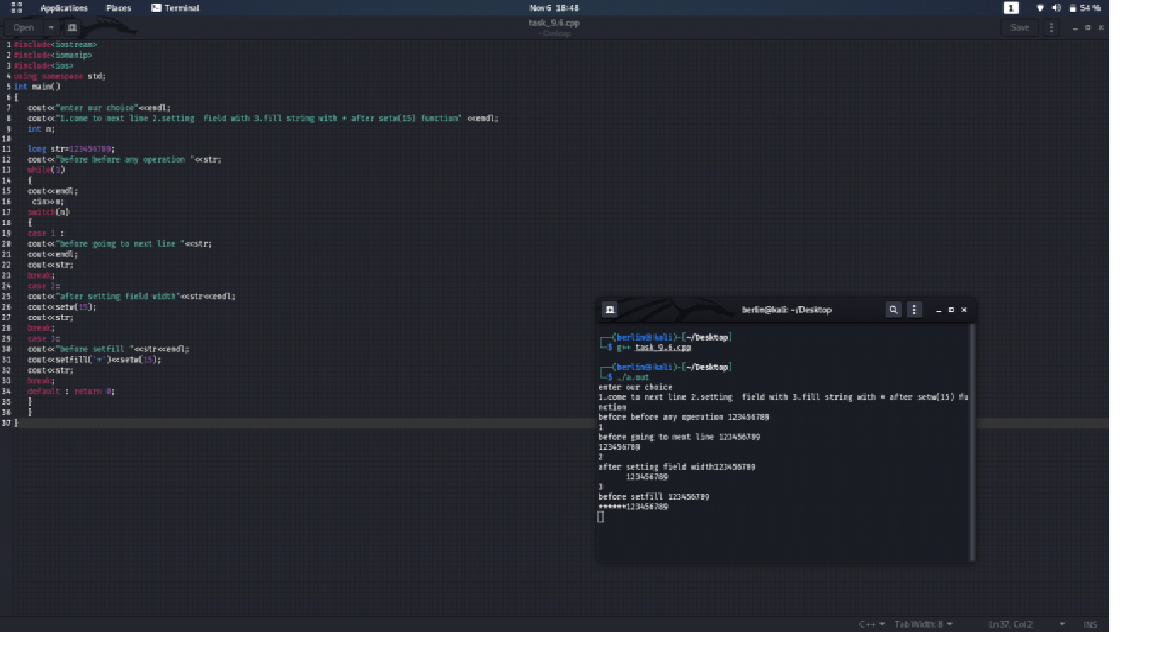 Applications Places Terminal Nov 6 18:48 1 54 %
Open task_9.6.cpp Save
~/Desktop
1 #include<iostream>
2 #include<iomanip>
3 #include<ios>
4 using namespace std;
5 int main()
6 {
7 cout<<"enter our choice"<<endl;
8 cout<<"1.come to next line 2.setting field with 3.fill string with * after setw(15) function" <<endl;
9 int n;
10
11 long str=123456789;
12 cout<<"before before any operation "<<str;
13 while(1)
14 {
15 cout<<endl;
16 cin>>n;
17 switch(n)
18 {
19 case 1 :
20 cout<<"before going to next line "<<str;
21 cout<<endl;
22 cout<<str;
23 break;
24 case 2:
25 cout<<"after setting field width"<<str<<endl;
26 cout<<setw(15);
27 cout<<str;
28 break;
29 case 3:
30 cout<<"before setfill "<<str<<endl;
31 cout<<setfill('*')<<setw(15);
32 cout<<str;
33 break;
34 default : return 0;
35 }
36 }
37 }
berlin@kali: ~/Desktop
(berlin㉿kali)-[~/Desktop]
$ g++ task_9.6.cpp
(berlin㉿kali)-[~/Desktop]
$ ./a.out
enter our choice
1.come to next line 2.setting field with 3.fill string with * after setw(15) fu
nction
before before any operation 123456789
1
before going to next line 123456789
123456789
2
after setting field width123456789
123456789
3
before setfill 123456789
******123456789
C++ Tab Width: 8 Ln 37, Col 2 INS